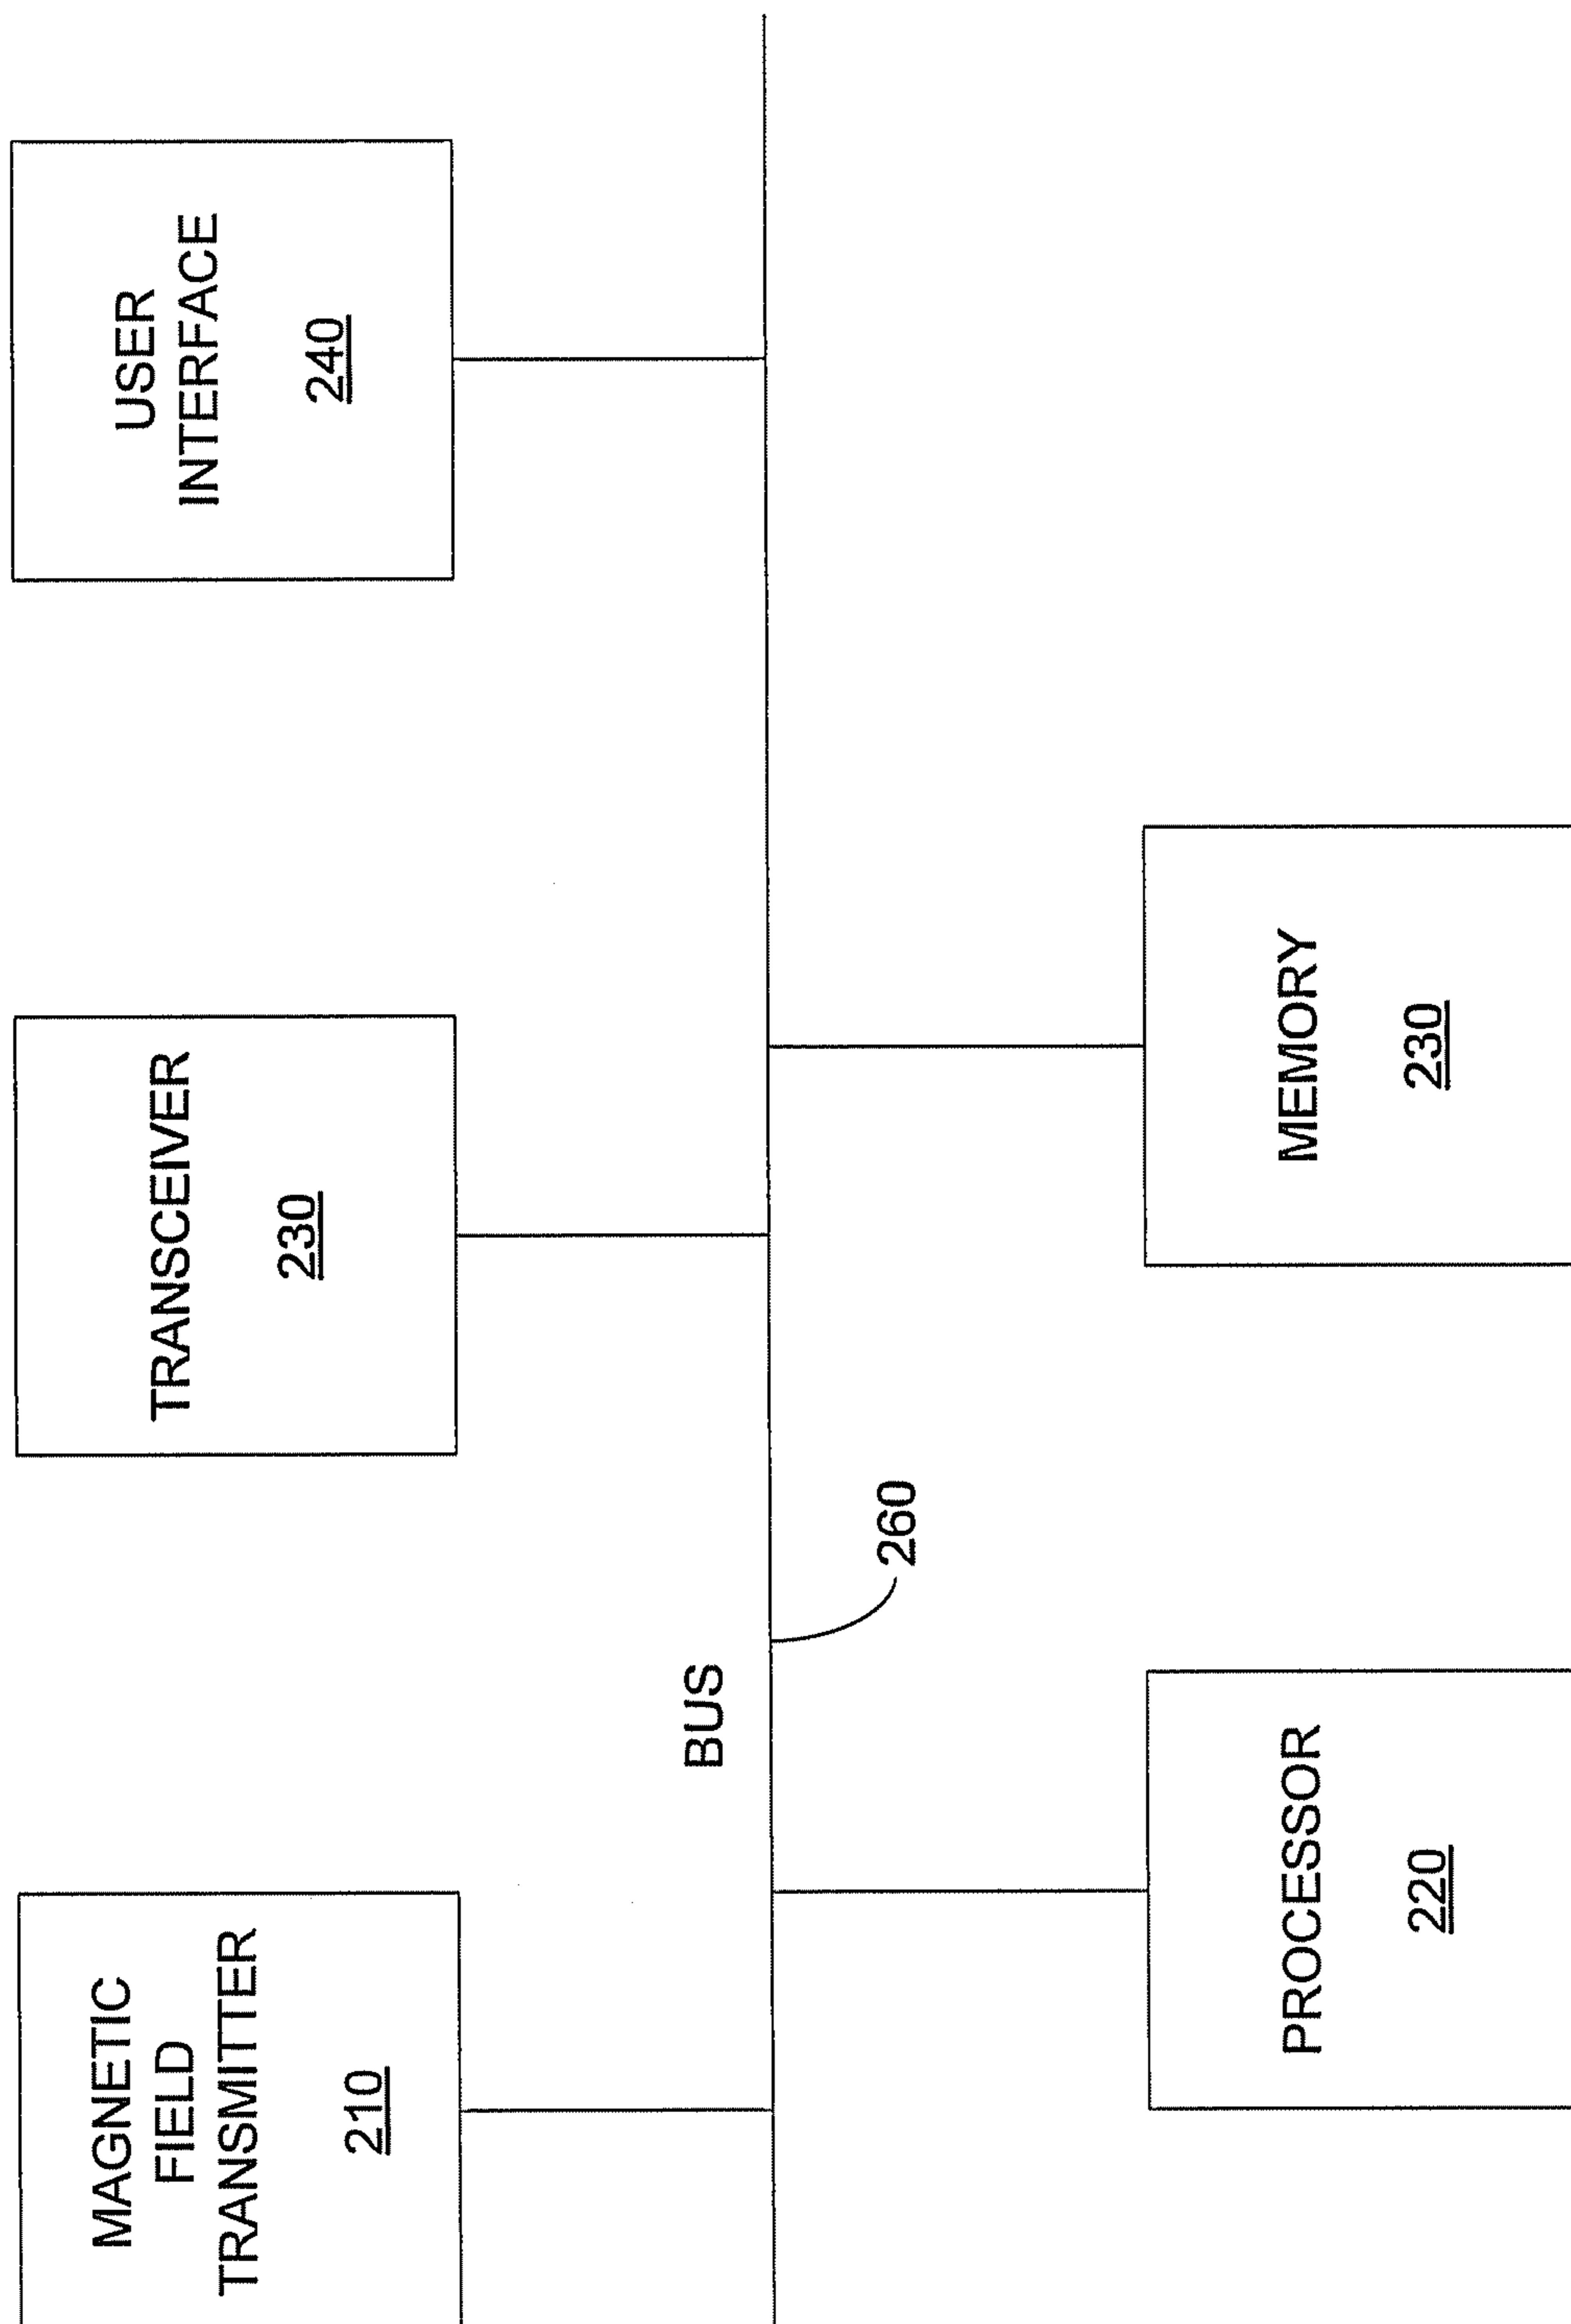 MAGNETIC
FIELD
TRANSMITTER
210
TRANSCEIVER
230
USER
INTERFACE
240
BUS
260
PROCESSOR
220
MEMORY
230